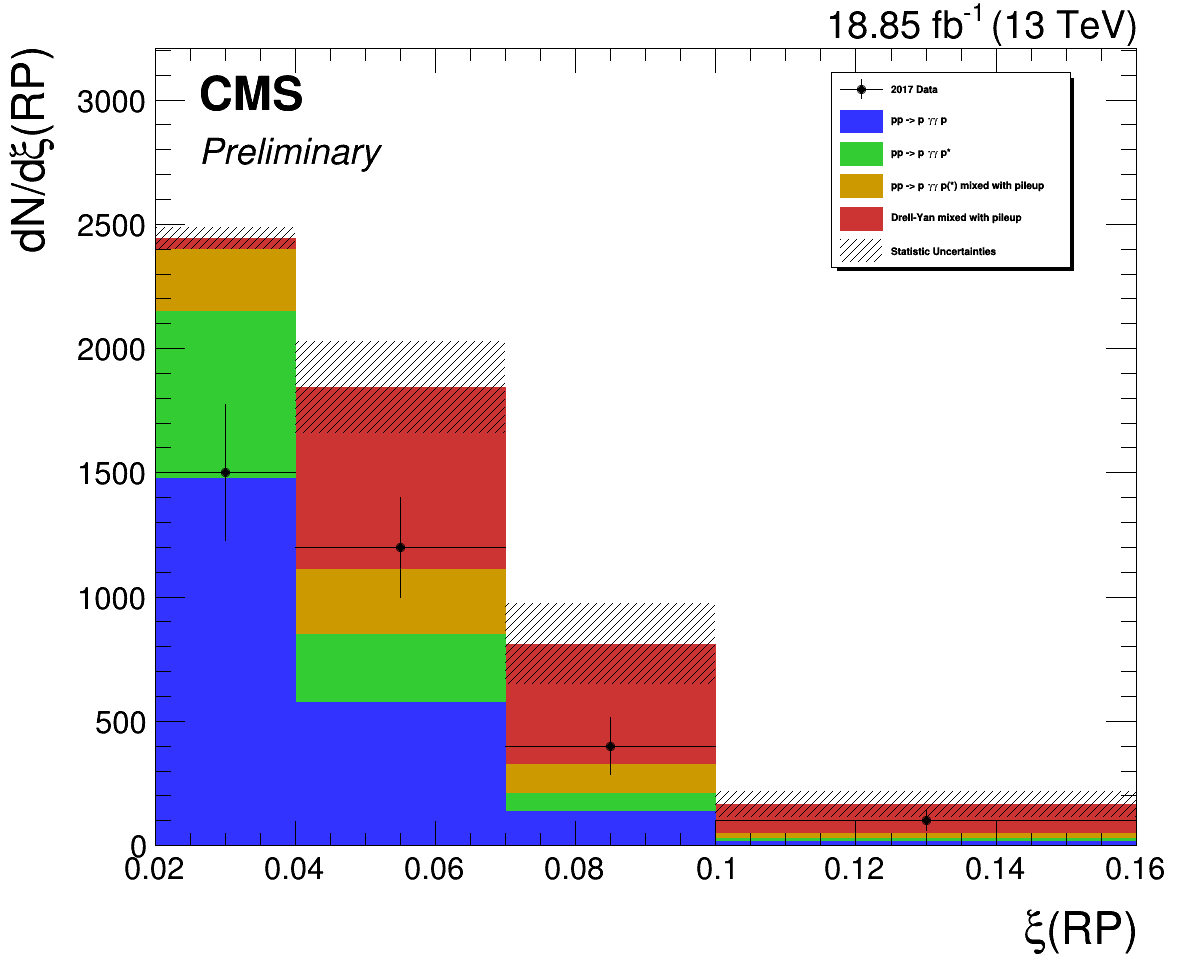 18.85 fb⁻¹ (13 TeV)
dN/dξ(RP)
CMS
Preliminary
2017 Data
pp -> p γγ p
pp -> p γγ p*
pp -> p γγ p(*) mixed with pileup
Drell-Yan mixed with pileup
Statistic Uncertainties
3000
2500
2000
1500
1000
500
0
0.02 0.04 0.06 0.08 0.1 0.12 0.14 0.16
ξ(RP)